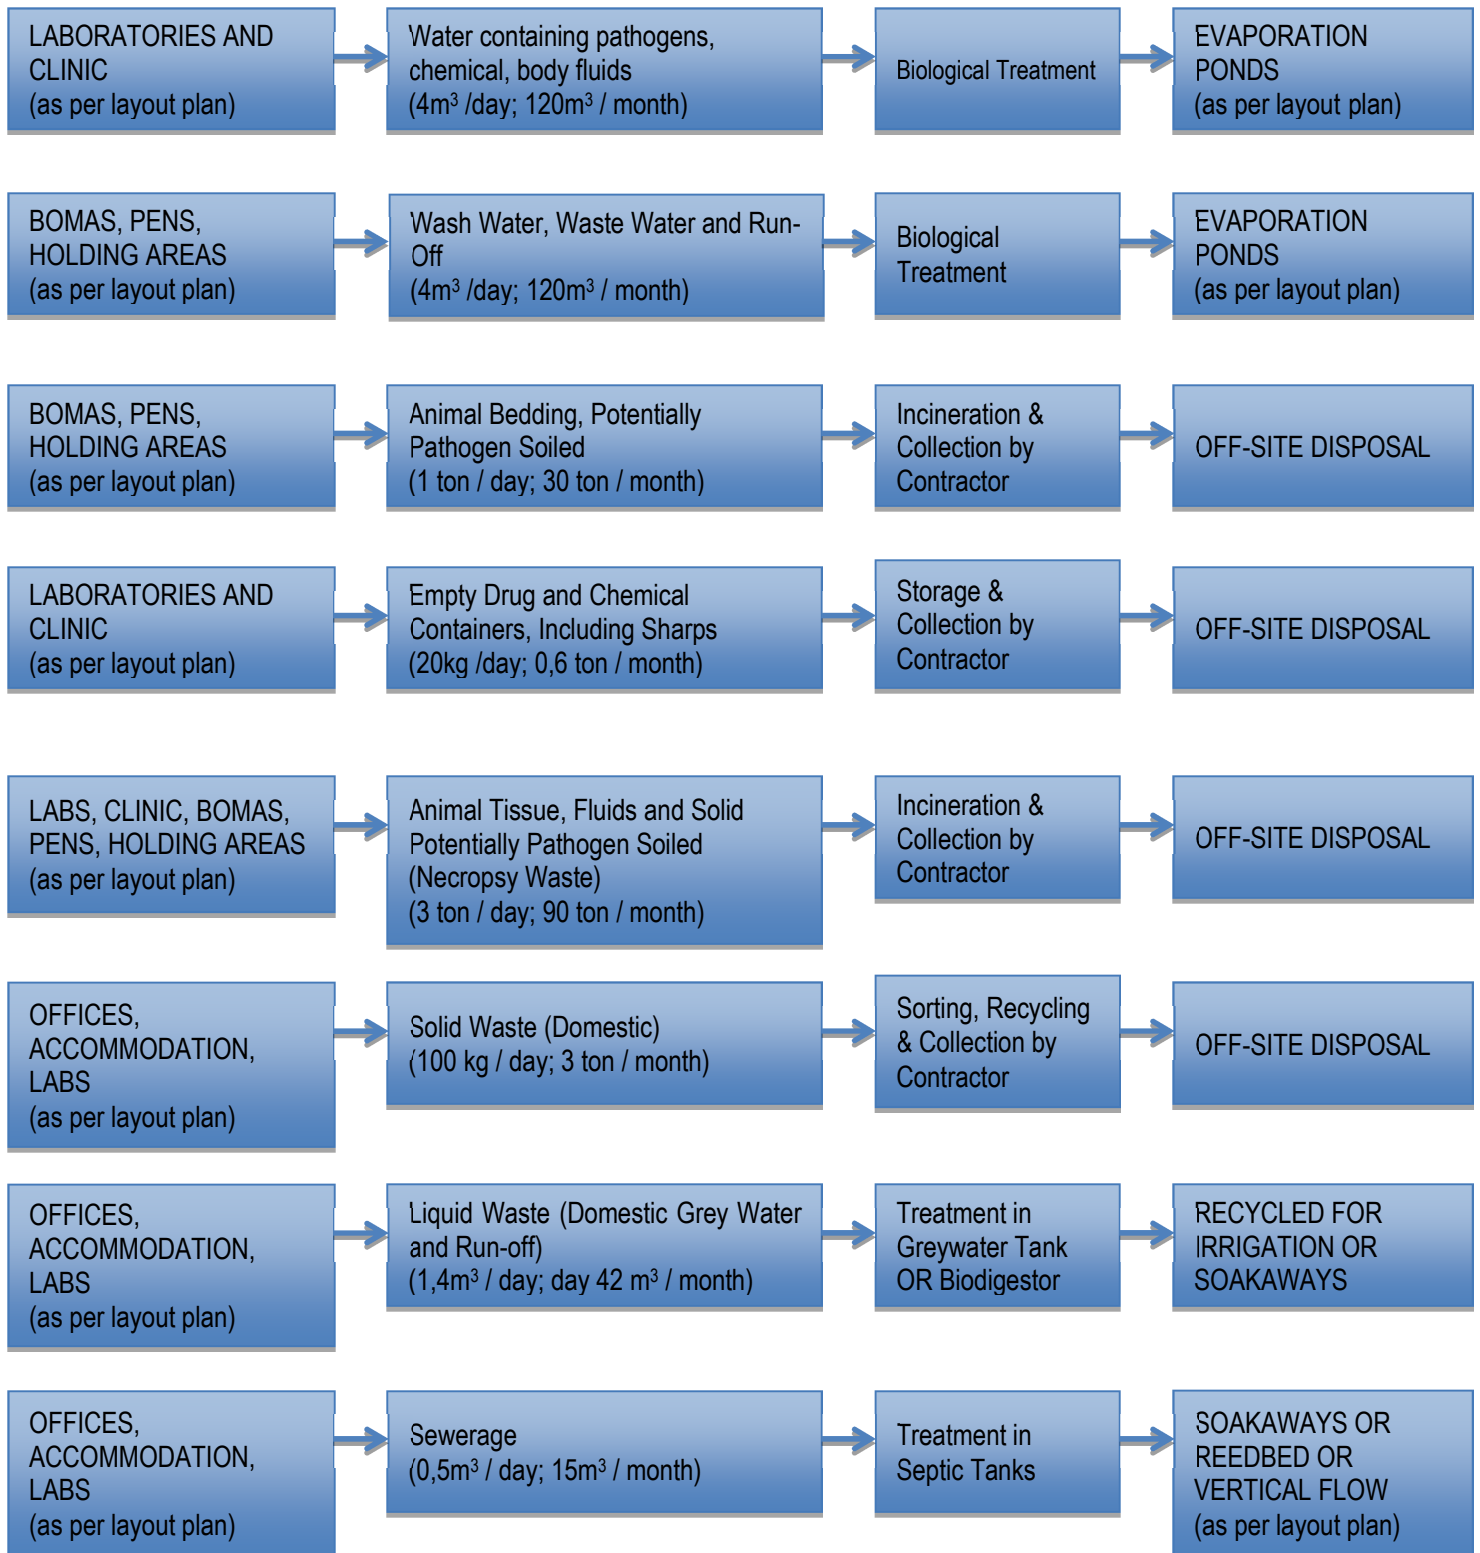 LABORATORIES AND
CLINIC
(as per layout plan)
Water containing pathogens,
chemical, body fluids
(4m³ /day; 120m³ / month)
Biological Treatment
EVAPORATION
PONDS
(as per layout plan)
BOMAS, PENS,
HOLDING AREAS
(as per layout plan)
Wash Water, Waste Water and Run-
Off
(4m³ /day; 120m³ / month)
Biological
Treatment
EVAPORATION
PONDS
(as per layout plan)
BOMAS, PENS,
HOLDING AREAS
(as per layout plan)
Animal Bedding, Potentially
Pathogen Soiled
(1 ton / day; 30 ton / month)
Incineration &
Collection by
Contractor
OFF-SITE DISPOSAL
LABORATORIES AND
CLINIC
(as per layout plan)
Empty Drug and Chemical
Containers, Including Sharps
(20kg /day; 0,6 ton / month)
Storage &
Collection by
Contractor
OFF-SITE DISPOSAL
LABS, CLINIC, BOMAS,
PENS, HOLDING AREAS
(as per layout plan)
Animal Tissue, Fluids and Solid
Potentially Pathogen Soiled
(Necropsy Waste)
(3 ton / day; 90 ton / month)
Incineration &
Collection by
Contractor
OFF-SITE DISPOSAL
OFFICES,
ACCOMMODATION,
LABS
(as per layout plan)
Solid Waste (Domestic)
(100 kg / day; 3 ton / month)
Sorting, Recycling
& Collection by
Contractor
OFF-SITE DISPOSAL
OFFICES,
ACCOMMODATION,
LABS
(as per layout plan)
Liquid Waste (Domestic Grey Water
and Run-off)
(1,4m³ / day; day 42 m³ / month)
Treatment in
Greywater Tank
OR Biodigestor
RECYCLED FOR
IRRIGATION OR
SOAKAWAYS
OFFICES,
ACCOMMODATION,
LABS
(as per layout plan)
Sewerage
(0,5m³ / day; 15m³ / month)
Treatment in
Septic Tanks
SOAKAWAYS OR
REEDBED OR
VERTICAL FLOW
(as per layout plan)